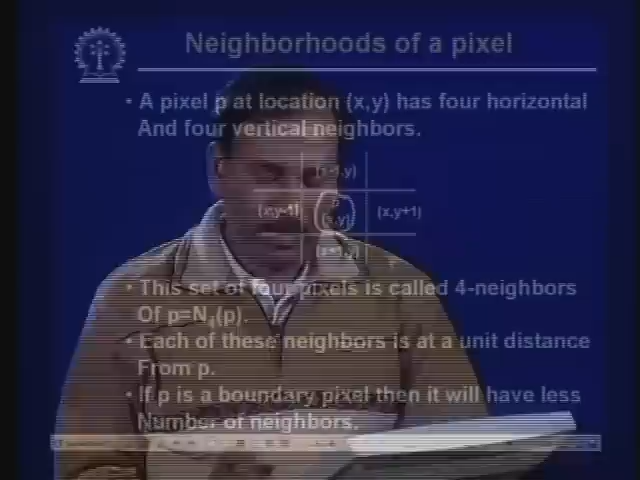 Neighborhoods of a pixel
• A pixel p at location (x,y) has four horizontal
And four vertical neighbors.
(x-1,y)
(x,y-1) p (x,y+1)
(x,y)
(x+1,y)
• This set of four pixels is called 4-neighbors
Of p=N4(p).
• Each of these neighbors is at a unit distance
From p.
• If p is a boundary pixel then it will have less
Number of neighbors.